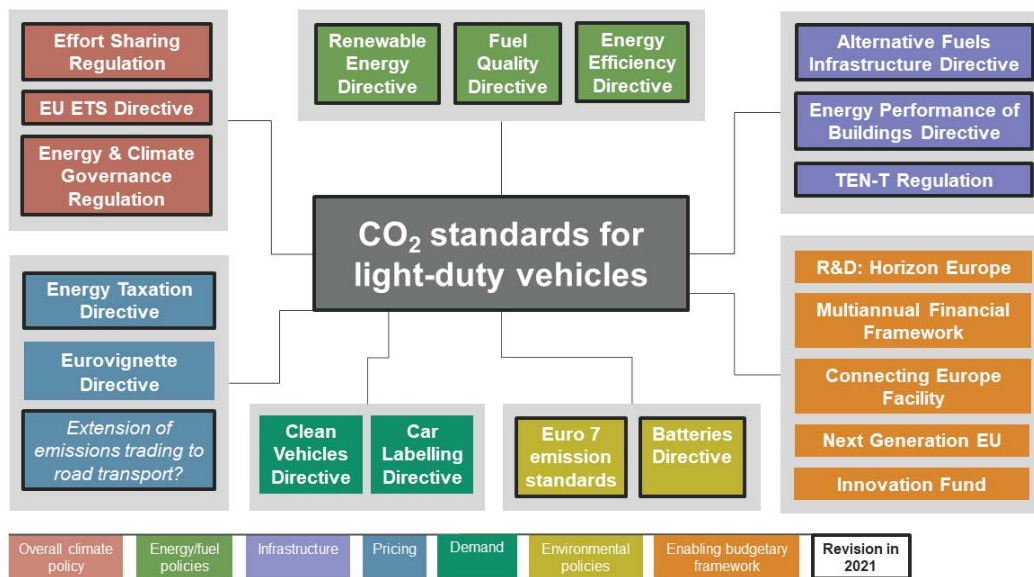 Effort Sharing
Regulation
EU ETS Directive
Energy & Climate
Governance
Regulation
Renewable
Energy
Directive
Fuel
Quality
Directive
Energy
Efficiency
Directive
Alternative Fuels
Infrastructure Directive
Energy Performance of
Buildings Directive
TEN-T Regulation
CO₂ standards for
light-duty vehicles
Energy Taxation
Directive
Eurovignette
Directive
Extension of
emissions trading to
road transport?
Clean
Vehicles
Directive
Car
Labelling
Directive
Euro 7
emission
standards
Batteries
Directive
R&D: Horizon Europe
Multiannual Financial
Framework
Connecting Europe
Facility
Next Generation EU
Innovation Fund
Overall climate
policy
Energy/fuel
policies
Infrastructure
Pricing
Demand
Environmental
policies
Enabling budgetary
framework
Revision in
2021